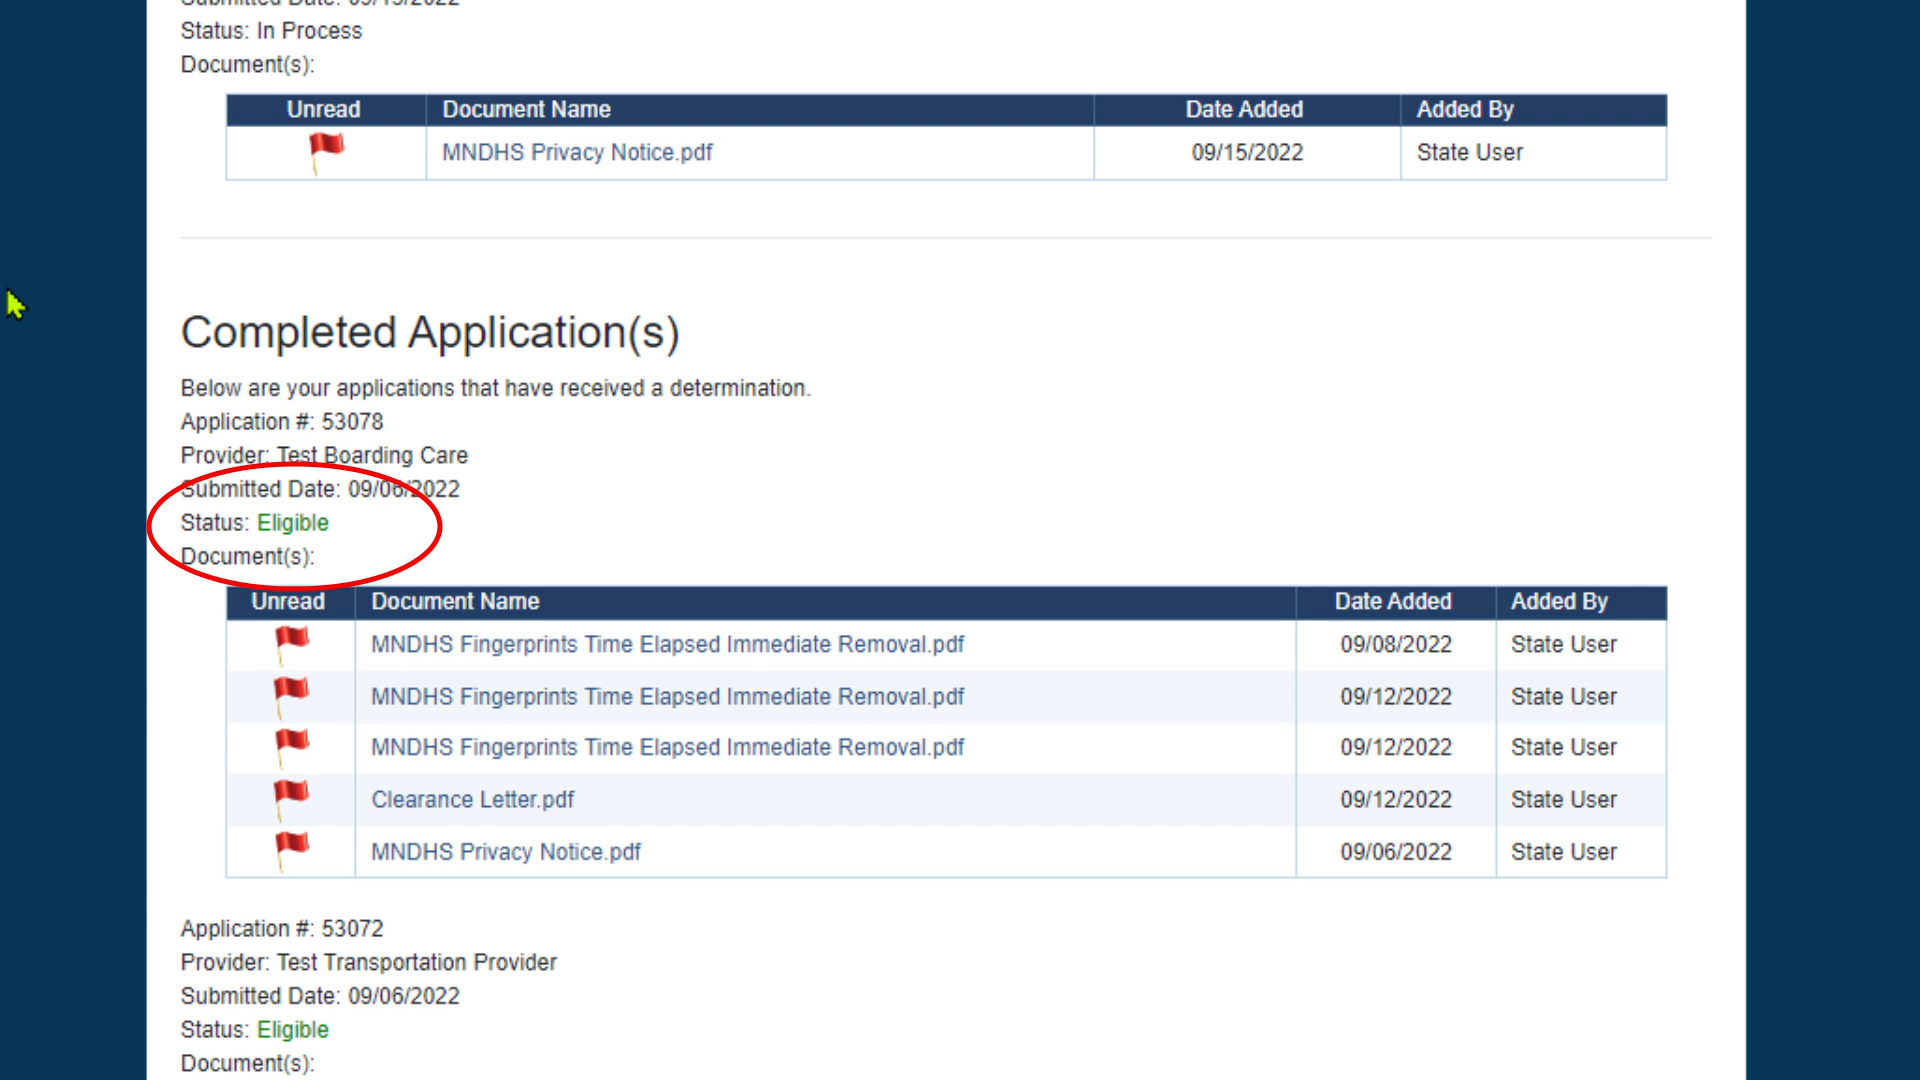 Submitted Date: 09/15/2022
Status: In Process
Document(s):
Unread Document Name Date Added Added By
MNDHS Privacy Notice.pdf 09/15/2022 State User
Completed Application(s)
Below are your applications that have received a determination.
Application #: 53078
Provider: Test Boarding Care
Submitted Date: 09/06/2022
Status: Eligible
Document(s):
Unread Document Name Date Added Added By
MNDHS Fingerprints Time Elapsed Immediate Removal.pdf 09/08/2022 State User
MNDHS Fingerprints Time Elapsed Immediate Removal.pdf 09/12/2022 State User
MNDHS Fingerprints Time Elapsed Immediate Removal.pdf 09/12/2022 State User
Clearance Letter.pdf 09/12/2022 State User
MNDHS Privacy Notice.pdf 09/06/2022 State User
Application #: 53072
Provider: Test Transportation Provider
Submitted Date: 09/06/2022
Status: Eligible
Document(s):